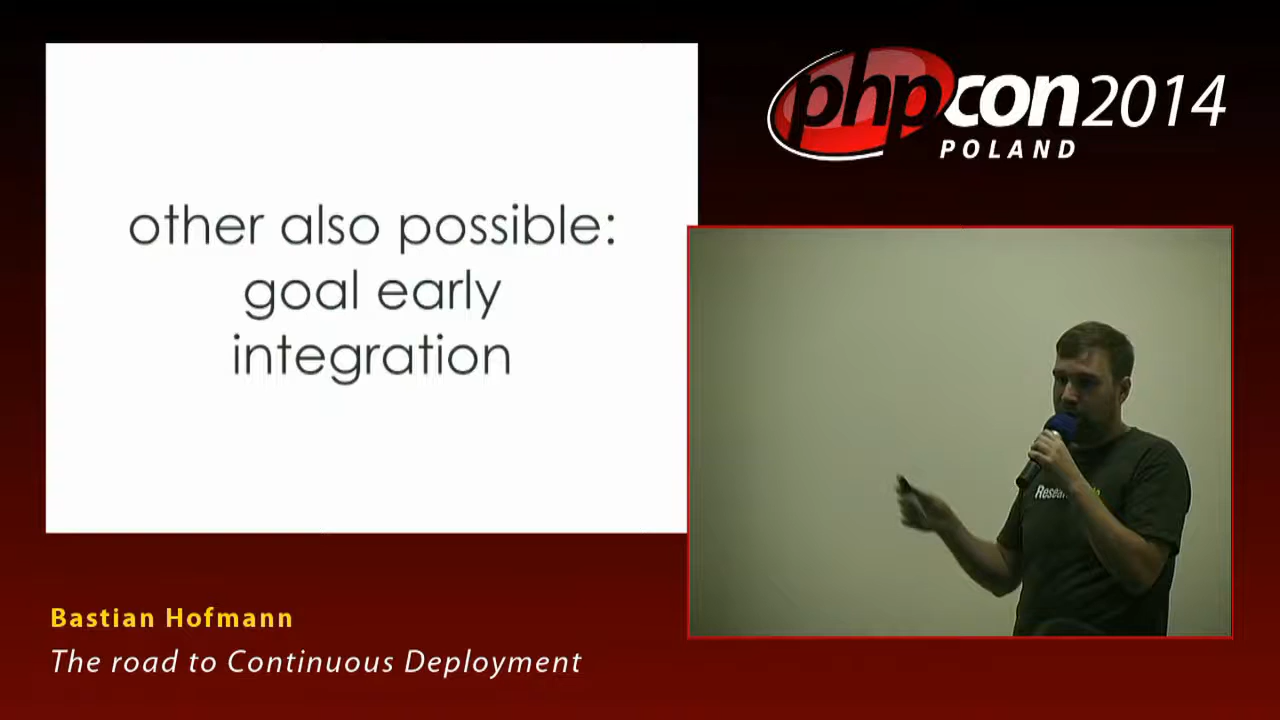 other also possible:
goal early
integration
phpcon2014
POLAND
Bastian Hofmann
The road to Continuous Deployment